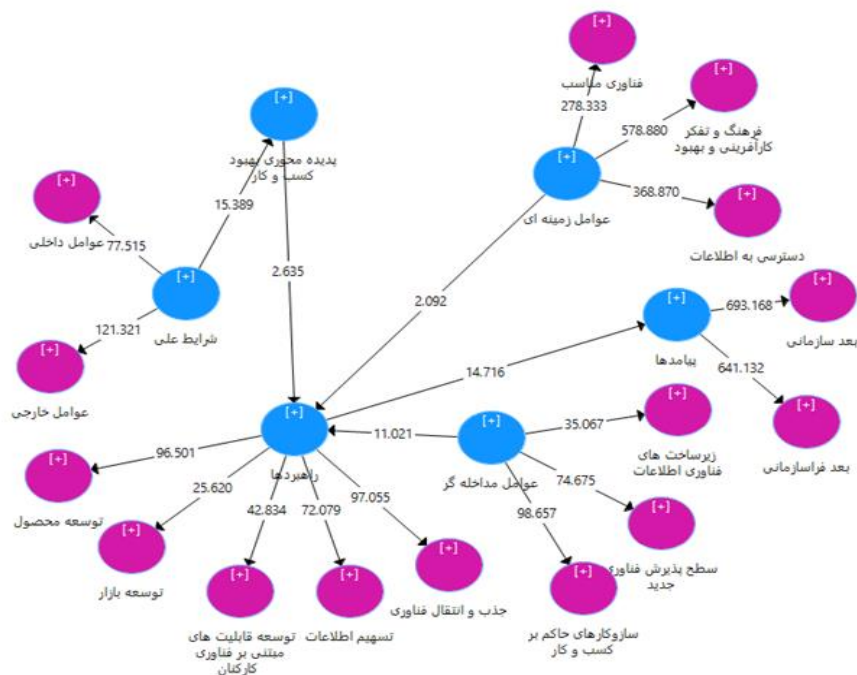 [+]
فناوری مناسب
278.333
[+]
فرهنگ و تفکر
کارآفرینی و بهبود
578.880
[+]
پدیده محوری بهبود
کسب و کار
15.389
[+]
عوامل زمینه ای
368.870
[+]
دسترسی به اطلاعات
[+]
عوامل داخلی
77.515
[+]
شرایط علی
2.635
2.092
121.321
[+]
عوامل خارجی
[+]
پیامدها
693.168
[+]
بعد سازمانی
641.132
[+]
بعد فراسازمانی
14.716
[+]
راهبردها
11.021
[+]
عوامل مداخله گر
35.067
[+]
زیرساخت های
فناوری اطلاعات
74.675
[+]
سطح پذیرش فناوری
جدید
98.657
[+]
سازوکارهای حاکم بر
کسب و کار
96.501
[+]
توسعه محصول
25.620
[+]
توسعه بازار
42.834
[+]
توسعه قابلیت های
مبتنی بر فناوری
کارکنان
72.079
[+]
تسهیم اطلاعات
97.055
[+]
جذب و انتقال فناوری